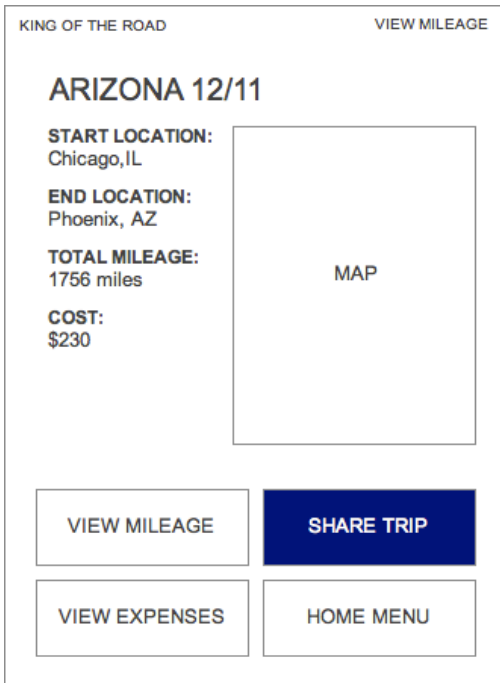 KING OF THE ROAD
VIEW MILEAGE
ARIZONA 12/11
START LOCATION:
Chicago,IL
END LOCATION:
Phoenix, AZ
TOTAL MILEAGE:
1756 miles
COST:
$230
MAP
VIEW MILEAGE
SHARE TRIP
VIEW EXPENSES
HOME MENU